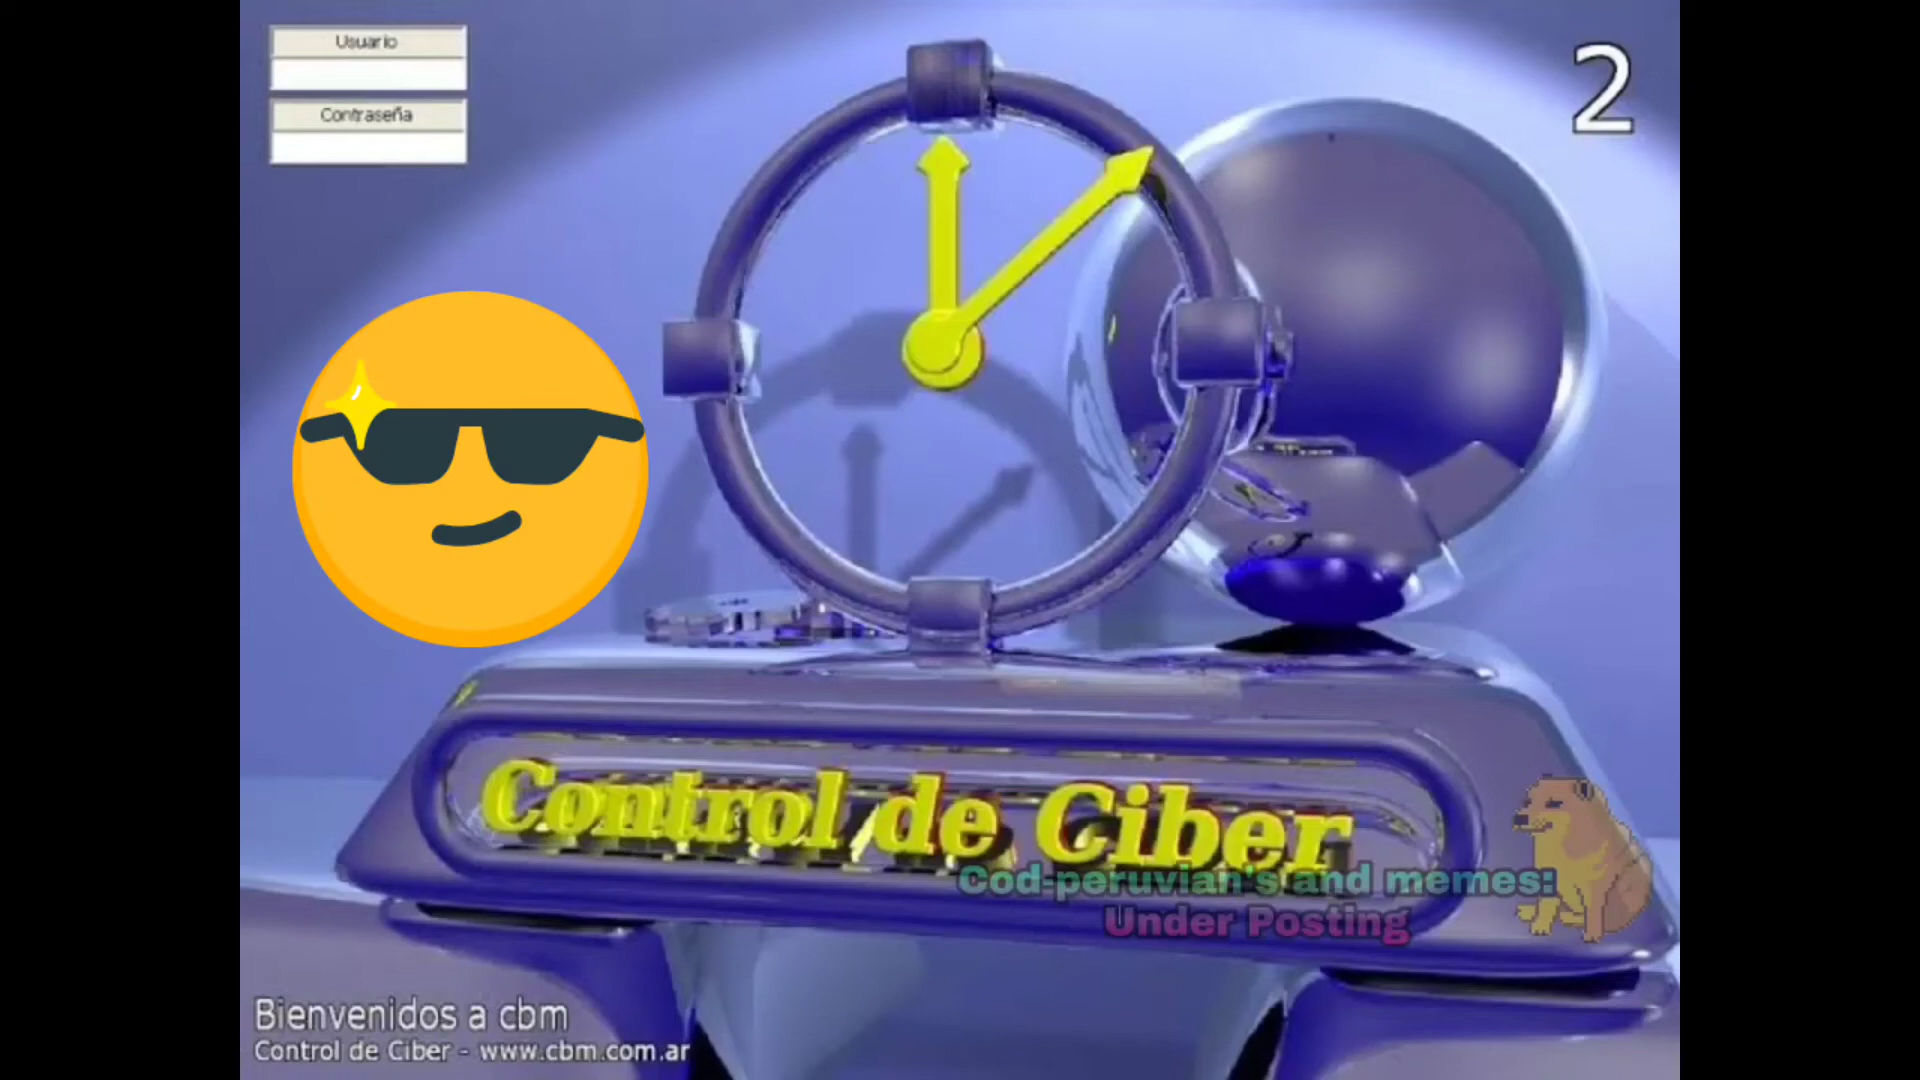 Usuario
2
Contraseña
Control de Ciber
Cod-peruvian's and memes:
Under Posting
Bienvenidos a cbm
Control de Ciber - www.cbm.com.ar